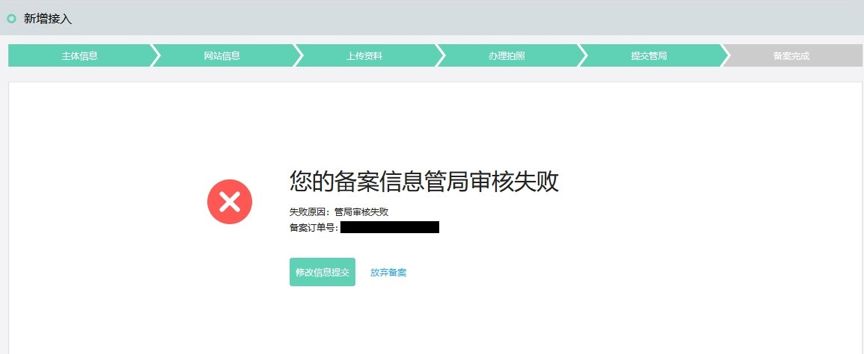 新增接入
主体信息
网站信息
上传资料
办理拍照
提交管局
备案完成
您的备案信息管局审核失败
失败原因：管局审核失败
备案订单号：
修改信息提交
放弃备案